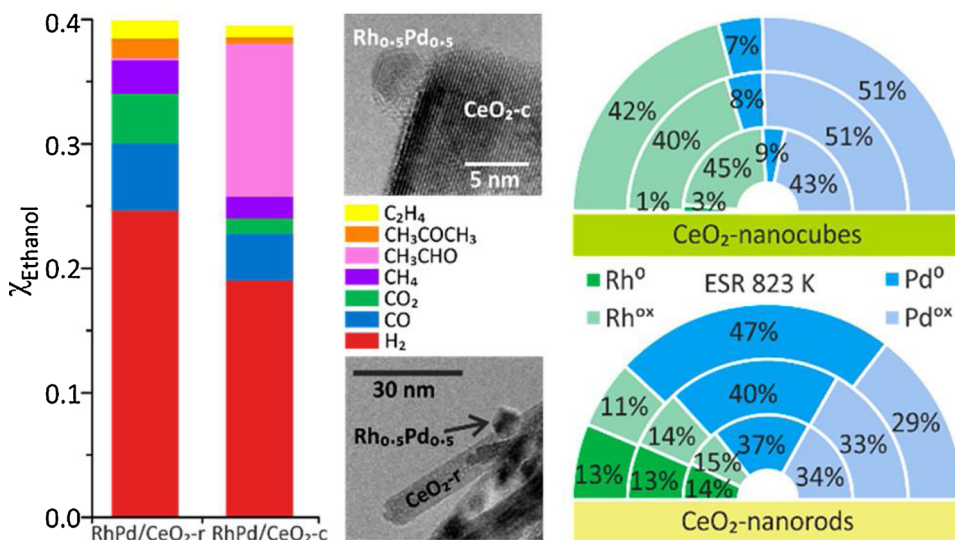 0.4
0.3
0.2
0.1
0.0
χEthanol
RhPd/CeO₂-r
RhPd/CeO₂-c
Rh₀.₅Pd₀.₅
CeO₂-c
5 nm
C₂H₄
CH₃COCH₃
CH₃CHO
CH₄
CO₂
CO
H₂
30 nm
Rh₀.₅Pd₀.₅
CeO₂-r
7%
42%
51%
8%
40%
51%
9%
45%
43%
1%
3%
CeO₂-nanocubes
Rh⁰
ESR 823 K
Pd⁰
Rhᵒˣ
Pdᵒˣ
47%
11%
40%
29%
14%
37%
33%
15%
34%
13%
13%
14%
CeO₂-nanorods